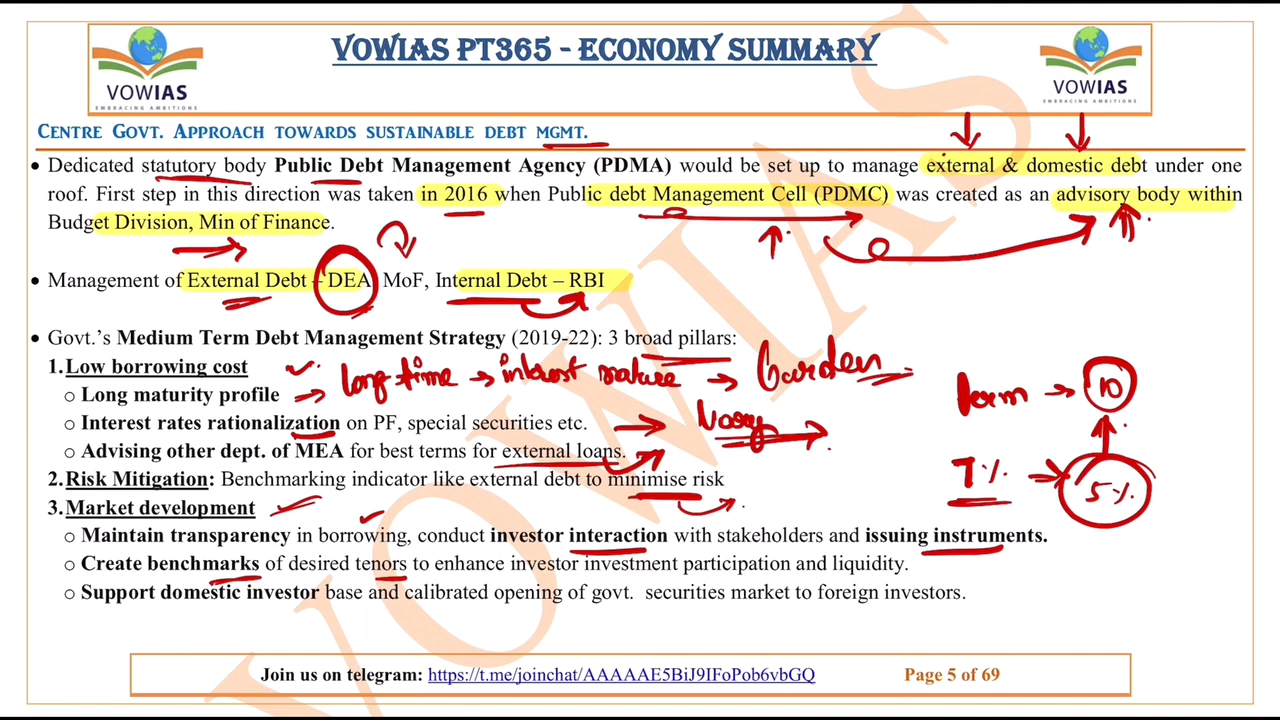 VOWIAS PT365 - ECONOMY SUMMARY
VOWIAS
EMBRACING AMBITIONS
VOWIAS
EMBRACING AMBITIONS
CENTRE GOVT. APPROACH TOWARDS SUSTAINABLE DEBT MGMT.
• Dedicated statutory body Public Debt Management Agency (PDMA) would be set up to manage external & domestic debt under one
roof. First step in this direction was taken in 2016 when Public debt Management Cell (PDMC) was created as an advisory body within
Budget Division, Min of Finance.
• Management of External Debt – DEA, MoF, Internal Debt – RBI
• Govt.'s Medium Term Debt Management Strategy (2019-22): 3 broad pillars:
1. Low borrowing cost
o Long maturity profile
long time → interest mature → Burden
o Interest rates rationalization on PF, special securities etc.
→ Vary
term → 10
o Advising other dept. of MEA for best terms for external loans.
2. Risk Mitigation: Benchmarking indicator like external debt to minimise risk
7% → 5%
3. Market development
o Maintain transparency in borrowing, conduct investor interaction with stakeholders and issuing instruments.
o Create benchmarks of desired tenors to enhance investor investment participation and liquidity.
o Support domestic investor base and calibrated opening of govt. securities market to foreign investors.
VOWIAS
Join us on telegram: https://t.me/joinchat/AAAAAE5BiJ9IFoPob6vbGQ Page 5 of 69